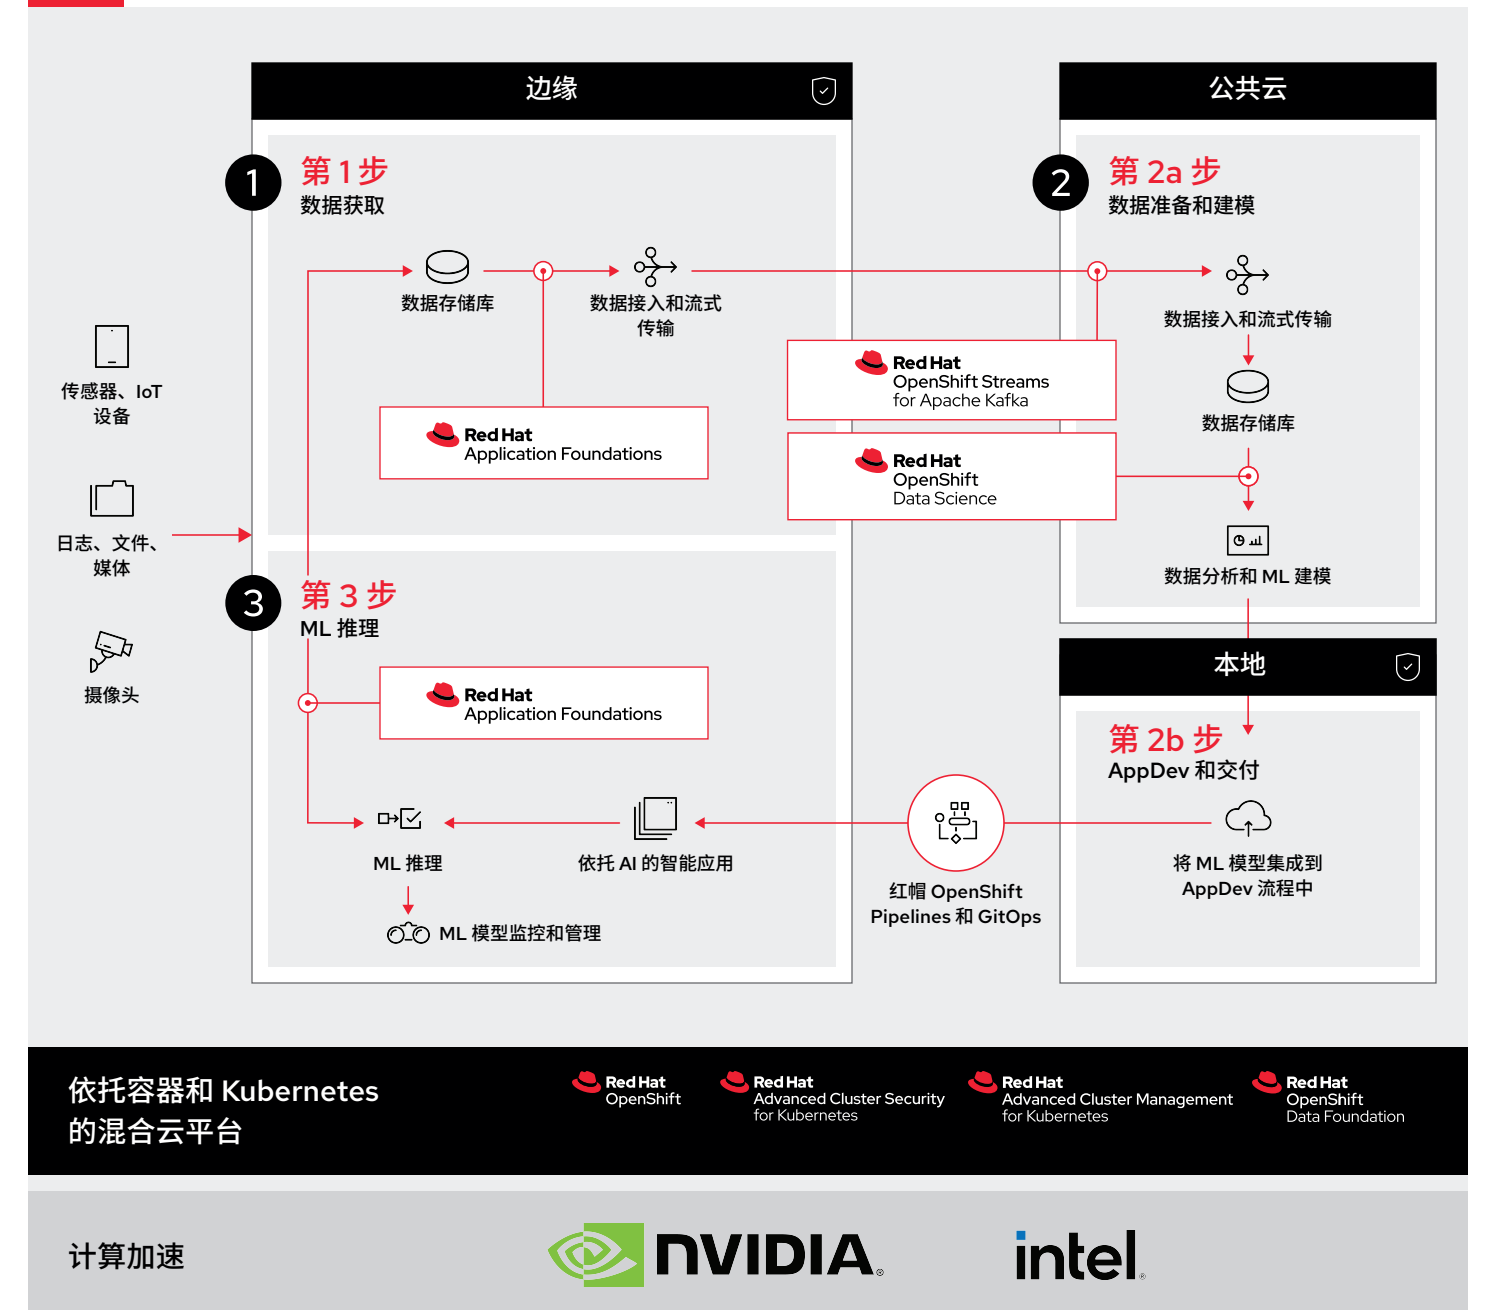 边缘
公共云
1
第 1 步
数据获取
数据存储库
数据接入和流式
传输
Red Hat
Application Foundations
2
第 2a 步
数据准备和建模
数据接入和流式传输
数据存储库
数据分析和 ML 建模
Red Hat
OpenShift Streams
for Apache Kafka
Red Hat
OpenShift
Data Science
传感器、IoT
设备
日志、文件、
媒体
摄像头
3
第 3 步
ML 推理
Red Hat
Application Foundations
ML 推理
依托 AI 的智能应用
ML 模型监控和管理
红帽 OpenShift
Pipelines 和 GitOps
本地
第 2b 步
AppDev 和交付
将 ML 模型集成到
AppDev 流程中
依托容器和 Kubernetes
的混合云平台
Red Hat
OpenShift
Red Hat
Advanced Cluster Security
for Kubernetes
Red Hat
Advanced Cluster Management
for Kubernetes
Red Hat
OpenShift
Data Foundation
计算加速
NVIDIA®
intel®